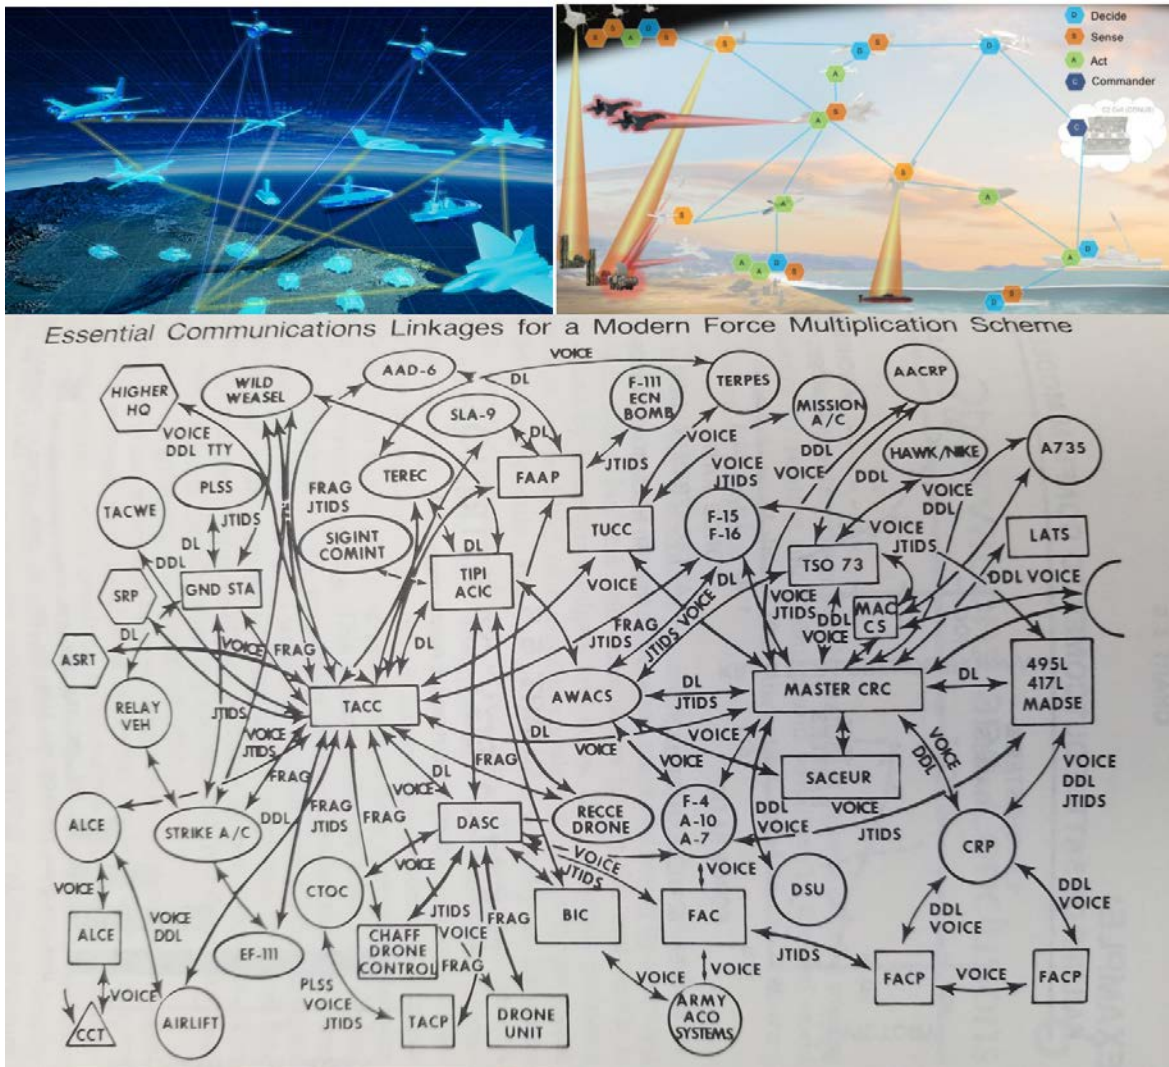 D Decide
S Sense
A Act
C Commander
S S A D S
S
D S
D
A
A S
C
S
A
S
A
A A D S
A D
D S
Essential Communications Linkages for a Modern Force Multiplication Scheme
HIGHER HQ
WILD WEASEL
AAD-6
VOICE
DL
F-111 ECN BOMB
TERPES
AACRP
SLA-9
DL
MISSION A/C
VOICE
DDL TTY
VOICE
DDL
HAWK/NIKE
A735
PLSS
TEREC
FAAP
JTIDS
VOICE
JTIDS
VOICE
DDL
VOICE
DDL
TACWE
JTIDS
FRAG
JTIDS
SIGINT COMINT
TUCC
F-15
F-16
VOICE
JTIDS
LATS
DDL
GND STA
DL
TIPI ACIC
VOICE
DL
TSO 73
DDL VOICE
SRP
DL
VOICE
FRAG
DL
FRAG
JTIDS
JTIDS VOICE
VOICE
JTIDS
DDL
VOICE
MAC CS
ASRT
RELAY VEH
JTIDS
TACC
AWACS
DL
JTIDS
MASTER CRC
DL
495L
417L
MADSE
VOICE
JTIDS
DL
VOICE
VOICE
FRAG
FRAG
DL
VOICE
FRAG
VOICE
SACEUR
VOICE
DDL
VOICE
DDL
JTIDS
ALCE
STRIKE A/C
DDL
FRAG
JTIDS
FRAG
DASC
RECCE DRONE
F-4
A-10
A-7
DDL
VOICE
VOICE
JTIDS
CRP
VOICE
CTOC
VOICE
VOICE
JTIDS
VOICE
DSU
DDL
VOICE
ALCE
VOICE
DDL
EF-111
CHAFF DRONE CONTROL
JTIDS
VOICE
FRAG
FRAG
BIC
FAC
DDL
VOICE
VOICE
PLSS
VOICE
JTIDS
VOICE
VOICE
JTIDS
FACP
VOICE
FACP
CCT
AIRLIFT
TACP
DRONE UNIT
ARMY ACO SYSTEMS